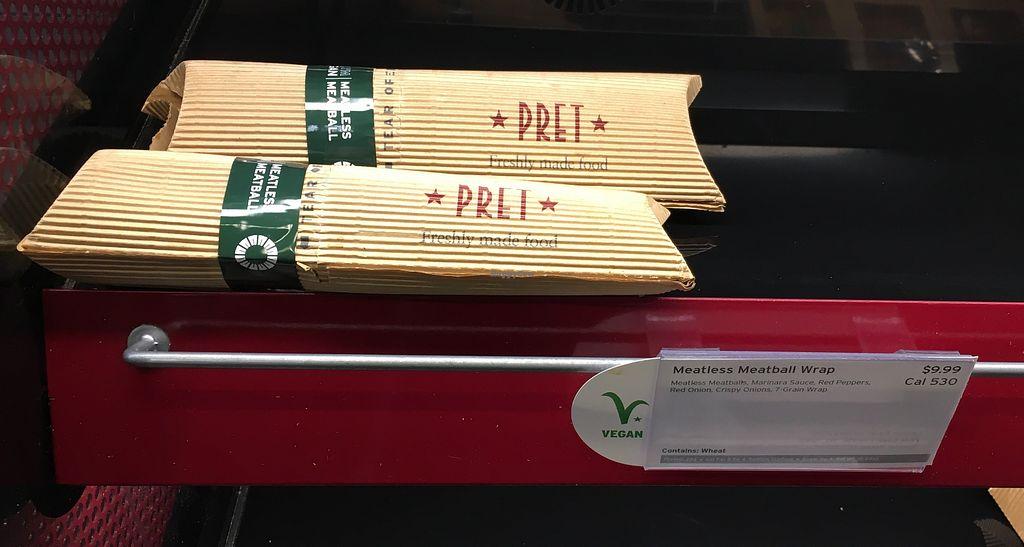 MEATLESS
MEATBALL
TEAR OFF
PRET
Freshly made food
MEATLESS
MEATBALL
TEAR
PRET
Freshly made food
Meatless Meatball Wrap
$9.99
Meatless Meatballs, Marinara Sauce, Red Peppers,
Cal 530
Red Onion, Crispy Onions, 7-Grain Wrap
VEGAN
Contains: Wheat